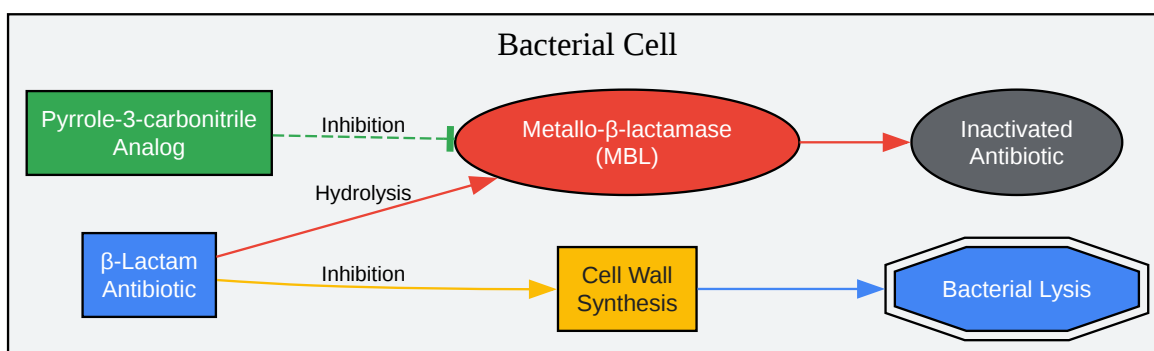 Bacterial Cell
Pyrrole-3-carbonitrile
Analog
Inhibition
Metallo-β-lactamase
(MBL)
Inactivated
Antibiotic
Hydrolysis
β-Lactam
Antibiotic
Inhibition
Cell Wall
Synthesis
Bacterial Lysis